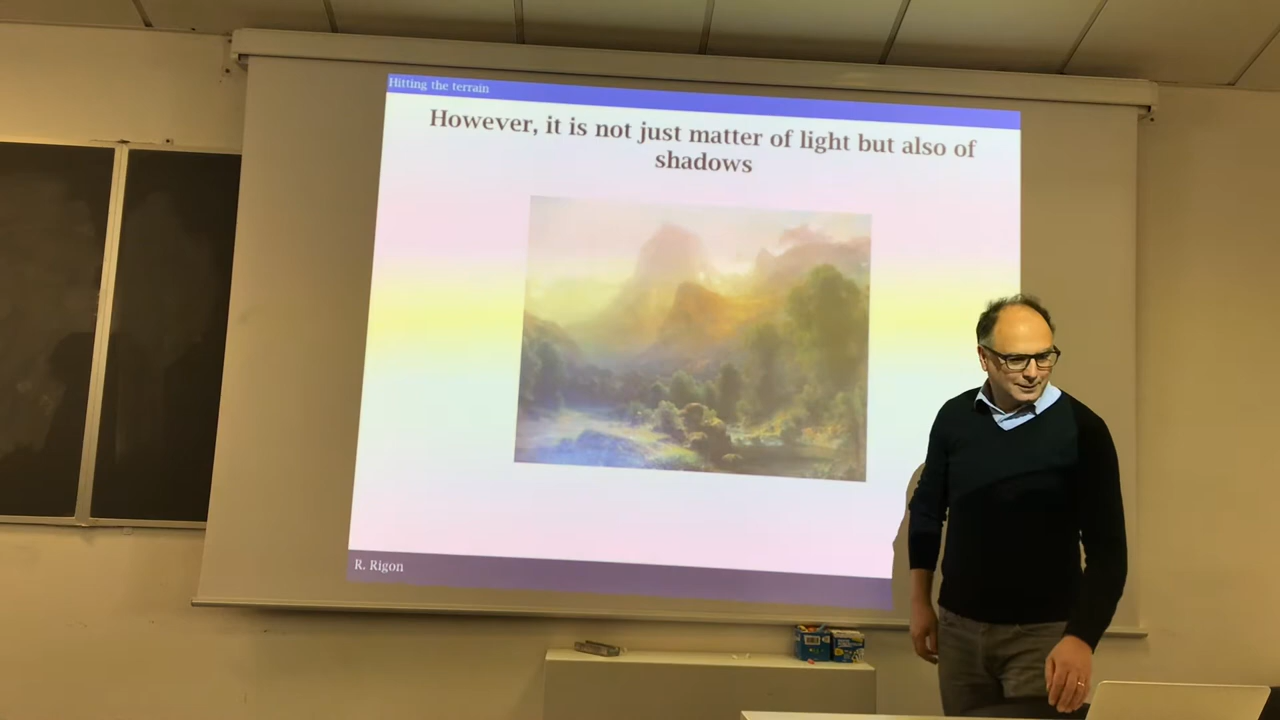 Hitting the terrain
However, it is not just matter of light but also of
shadows
R. Rigon